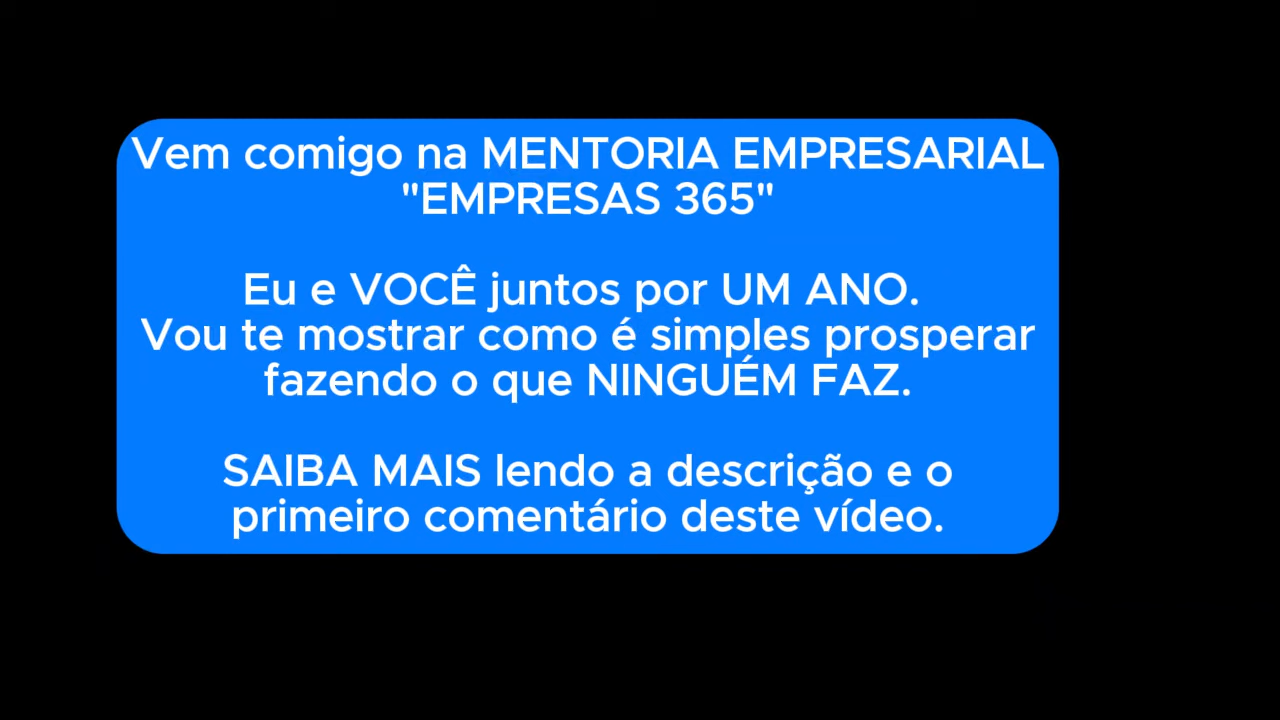 Vem comigo na MENTORIA EMPRESARIAL
"EMPRESAS 365"
Eu e VOCÊ juntos por UM ANO.
Vou te mostrar como é simples prosperar
fazendo o que NINGUÉM FAZ.
SAIBA MAIS lendo a descrição e o
primeiro comentário deste vídeo.